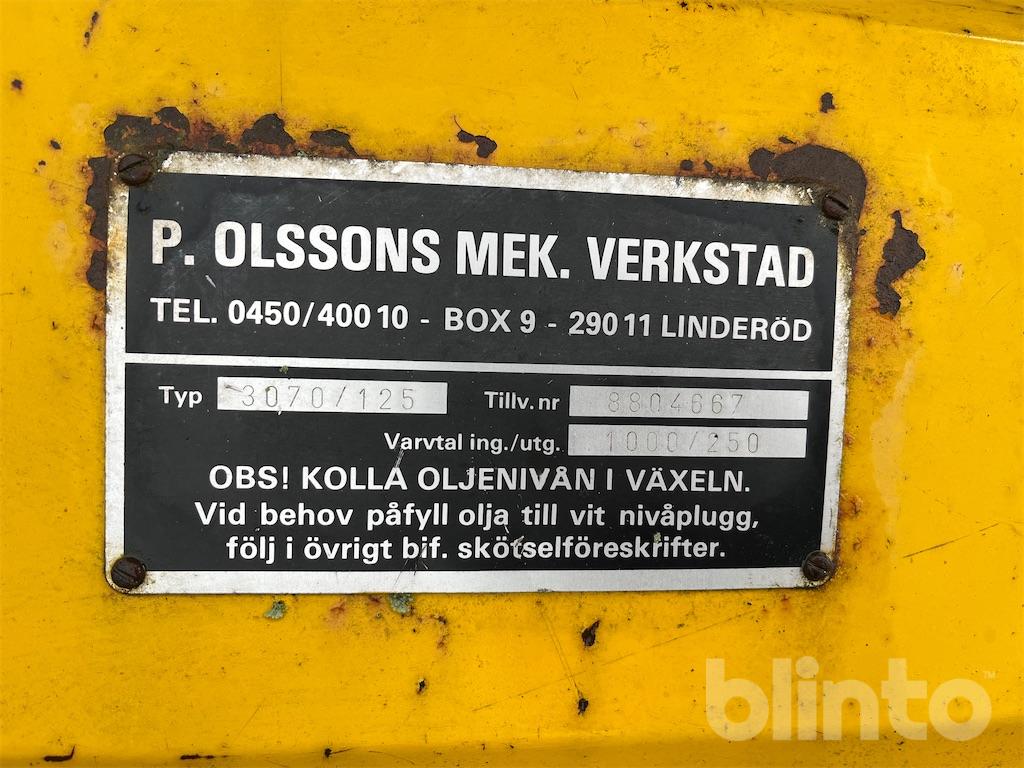 P. OLSSONS MEK. VERKSTAD
TEL. 0450/400 10 - BOX 9 - 290 11 LINDERÖD
Typ 3070/125 Tillv. nr 8804667
Varvtal ing./utg. 1000/250
OBS! KOLLA OLJENIVÅN I VÄXELN.
Vid behov påfyll olja till vit nivåplugg,
följ i övrigt bif. skötselföreskrifter.
blinto™